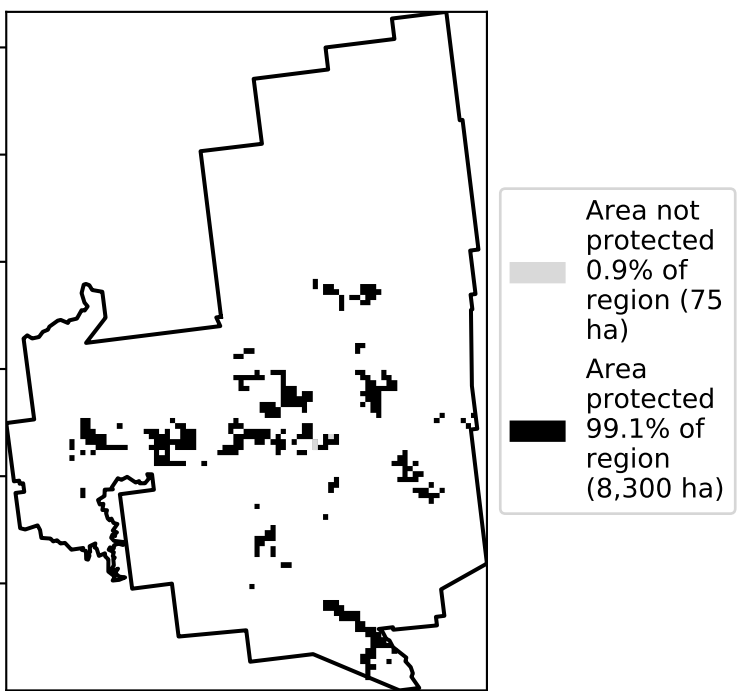 Area not
protected
0.9% of
region (75
ha)
Area
protected
99.1% of
region
(8,300 ha)